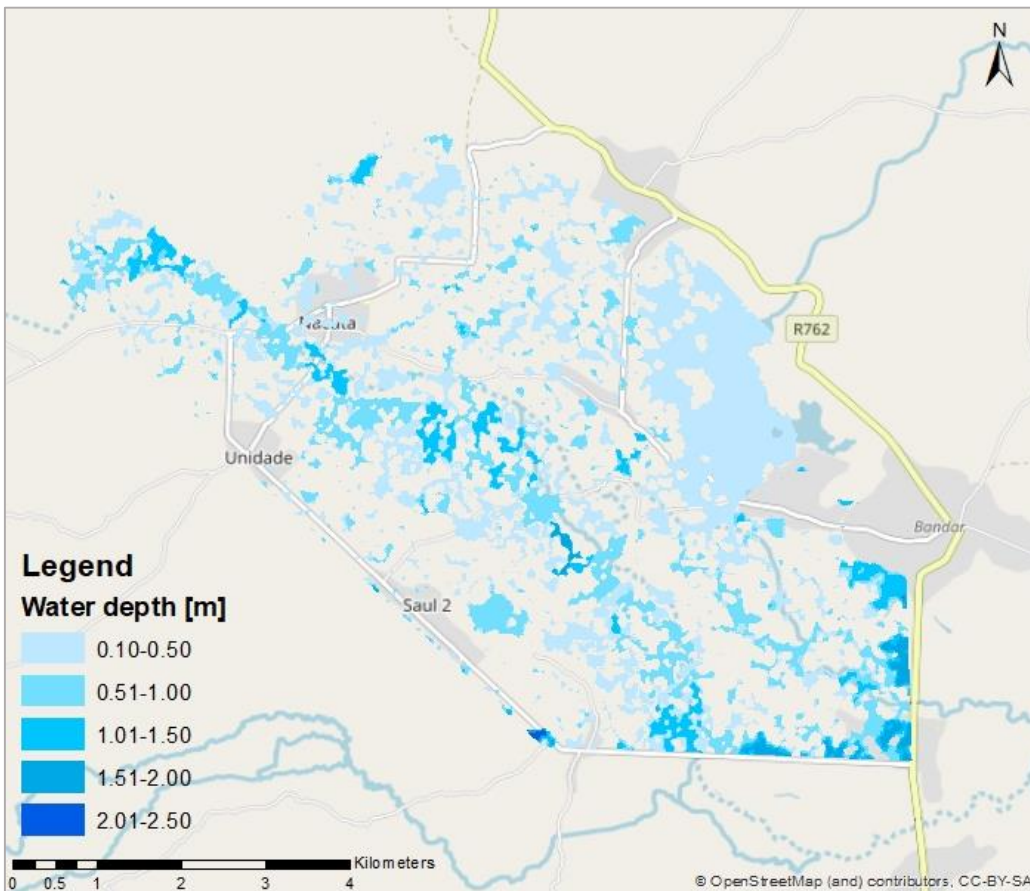 N
R762
Nacuta
Unidade
Bandar
Saul 2
Legend
Water depth [m]
0.10-0.50
0.51-1.00
1.01-1.50
1.51-2.00
2.01-2.50
Kilometers
0 0.5 1 2 3 4
© OpenStreetMap (and) contributors, CC-BY-SA